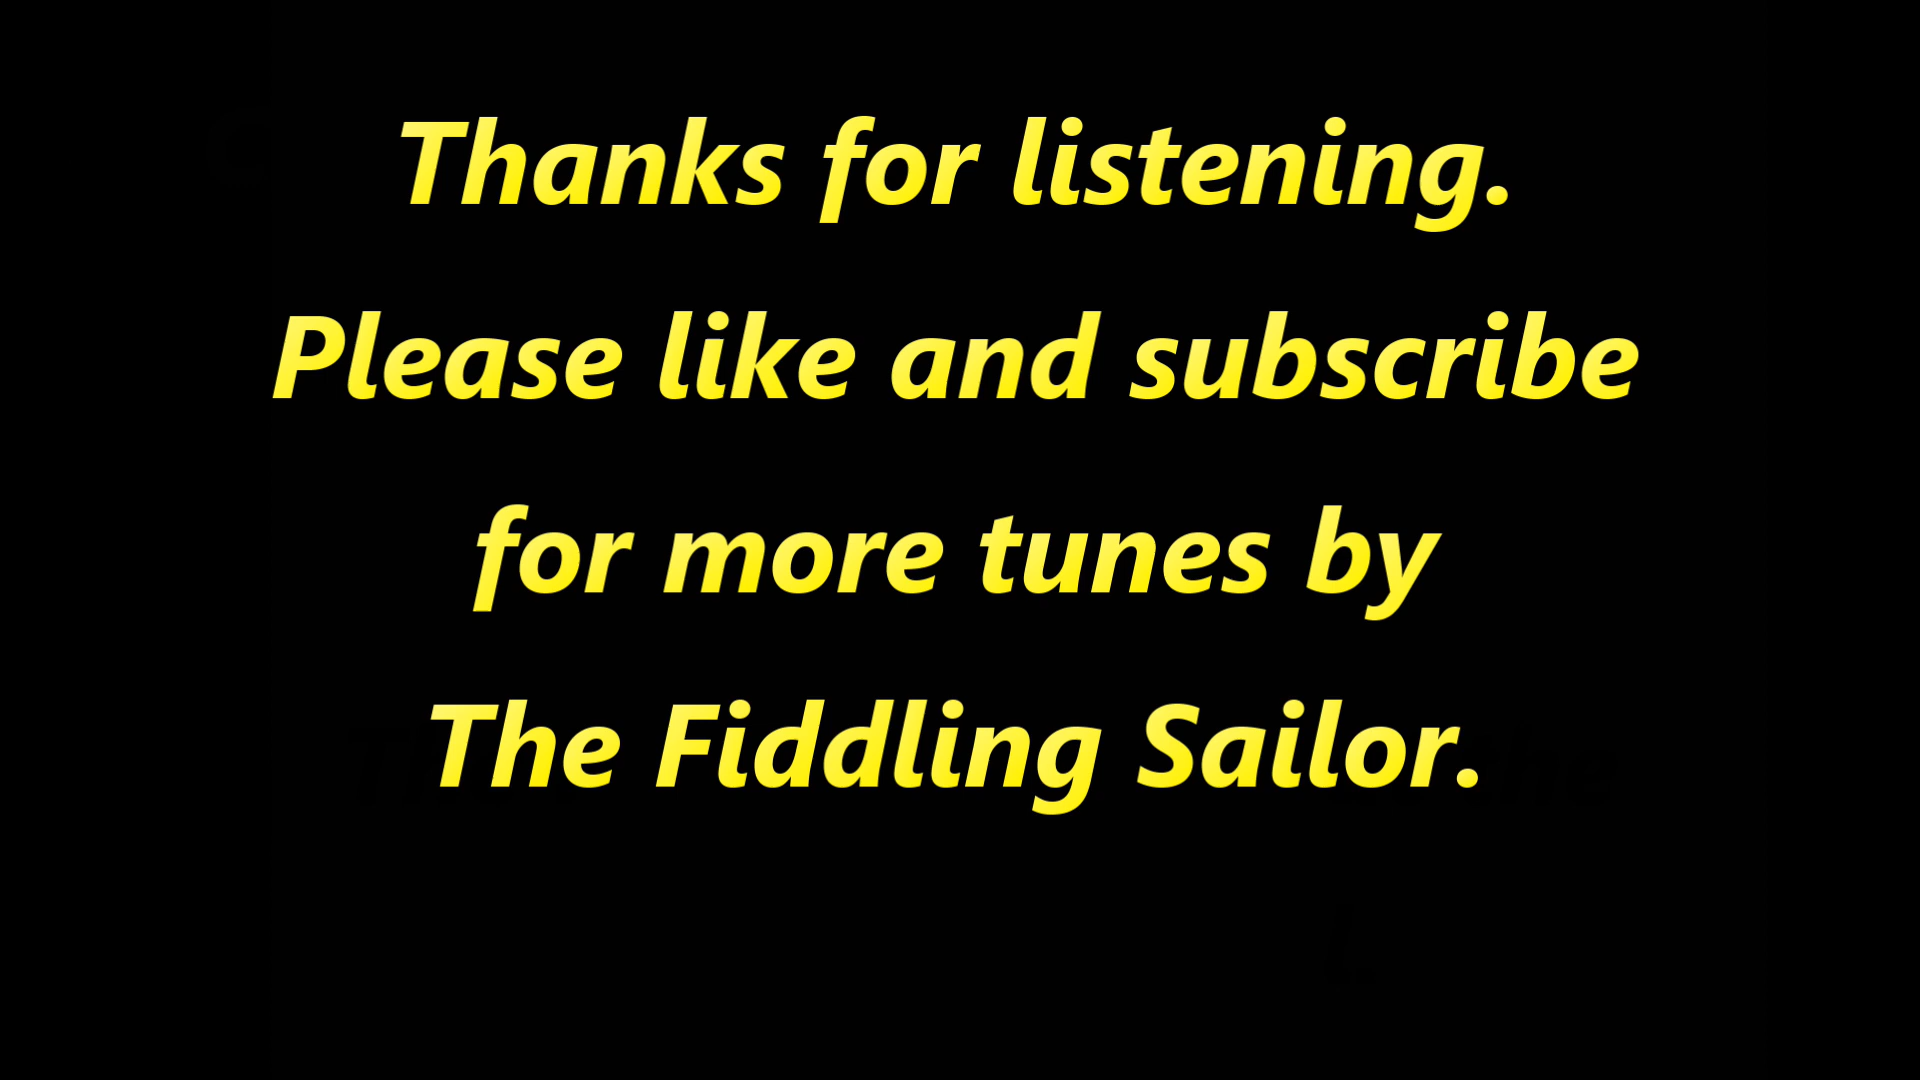 Thanks for listening.
Please like and subscribe
for more tunes by
The Fiddling Sailor.